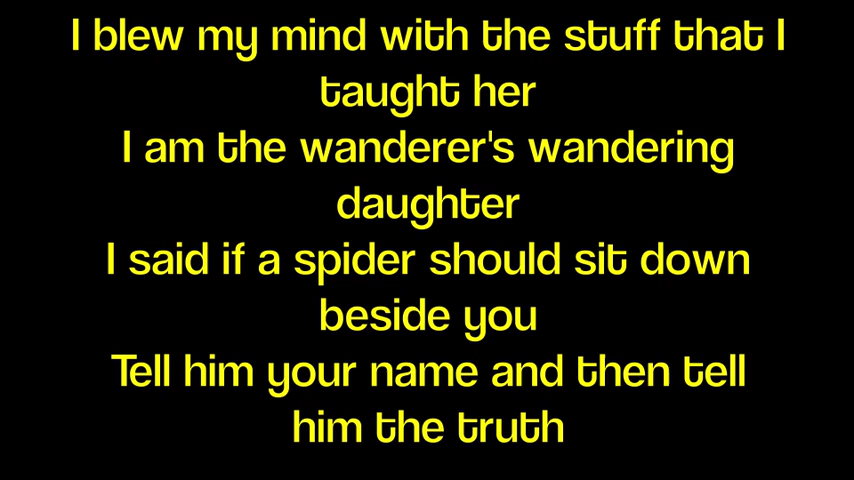 I blew my mind with the stuff that I
taught her
I am the wanderer's wandering
daughter
I said if a spider should sit down
beside you
Tell him your name and then tell
him the truth